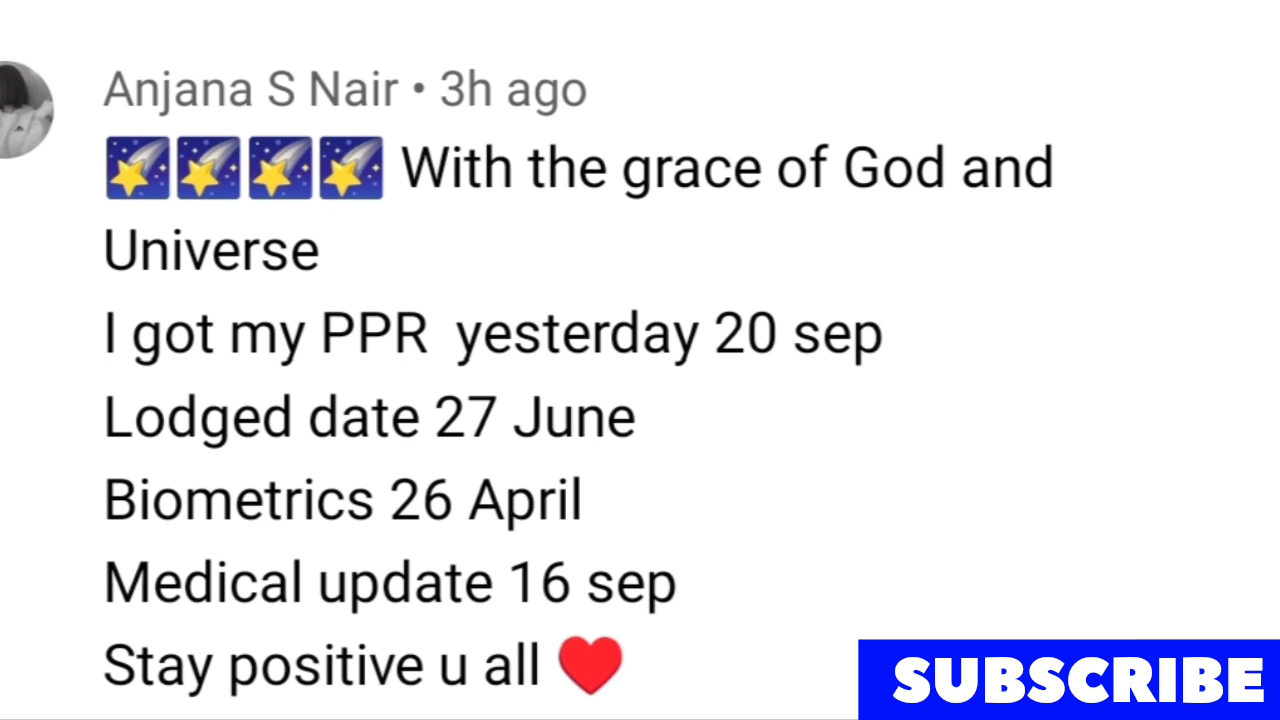 Anjana S Nair • 3h ago
🌠🌠🌠🌠 With the grace of God and
Universe
I got my PPR yesterday 20 sep
Lodged date 27 June
Biometrics 26 April
Medical update 16 sep
Stay positive u all ❤️
SUBSCRIBE